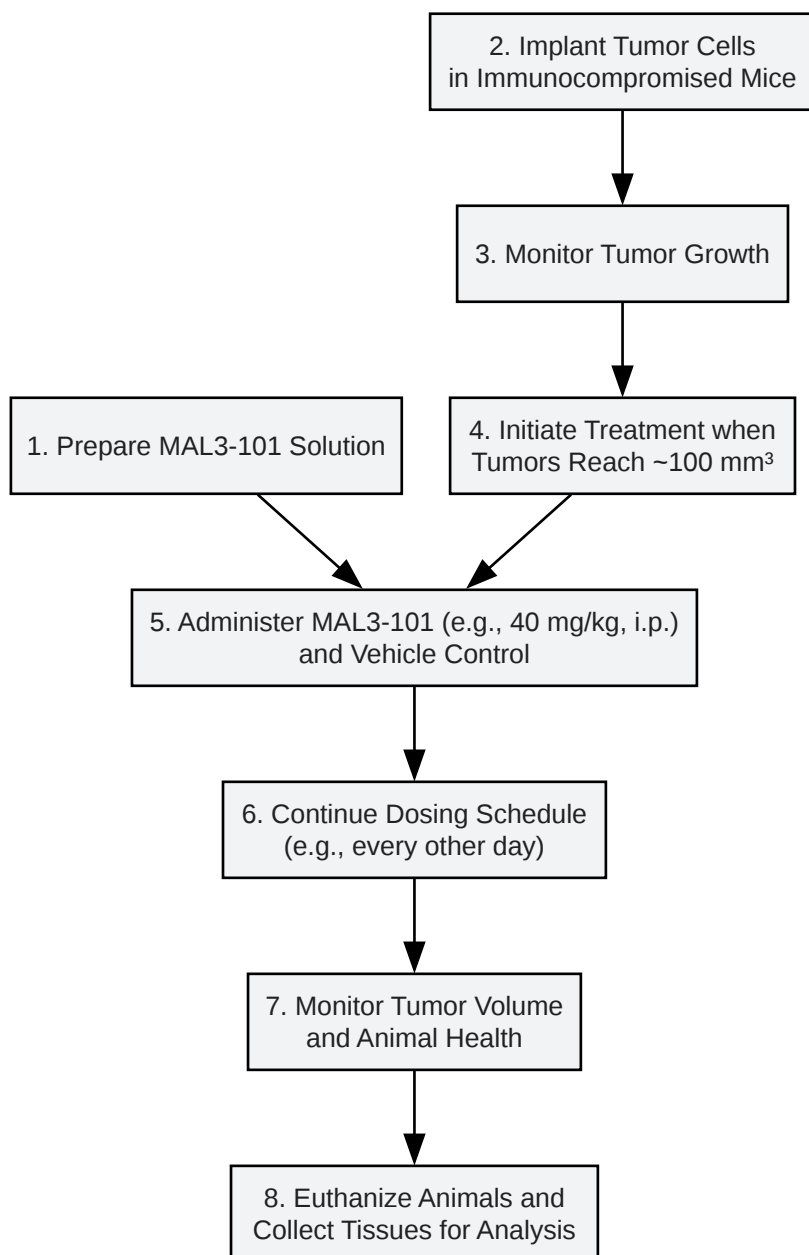 2. Implant Tumor Cells
in Immunocompromised Mice
3. Monitor Tumor Growth
1. Prepare MAL3-101 Solution
4. Initiate Treatment when
Tumors Reach ~100 mm³
5. Administer MAL3-101 (e.g., 40 mg/kg, i.p.)
and Vehicle Control
6. Continue Dosing Schedule
(e.g., every other day)
7. Monitor Tumor Volume
and Animal Health
8. Euthanize Animals and
Collect Tissues for Analysis